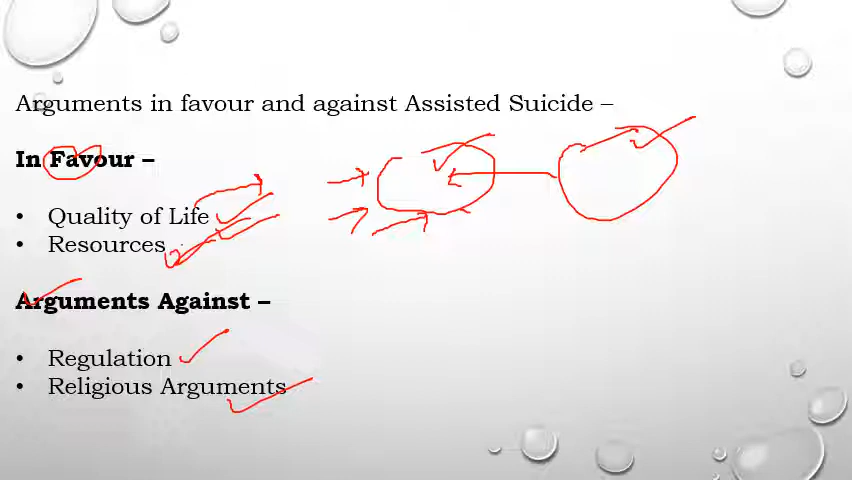 Arguments in favour and against Assisted Suicide –
In Favour –
• Quality of Life
• Resources
Arguments Against –
• Regulation
• Religious Arguments